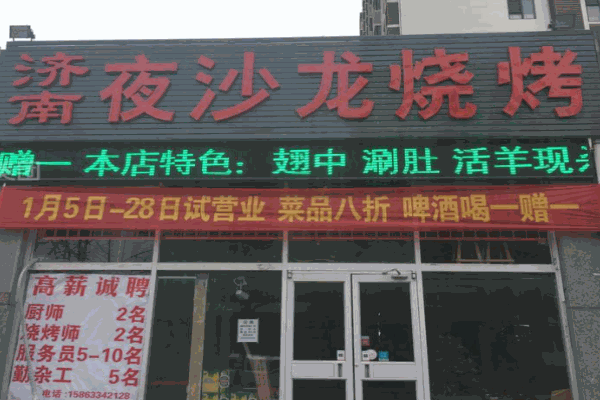 济南 夜沙龙烧烤
赠一 本店特色: 翅中 涮肚 活羊现
1月5日-28日试营业 菜品八折 啤酒喝一赠一
高薪诚聘
厨师 2名
烧烤师 2名
服务员5-10名
勤杂工 5名
电话:15863342128